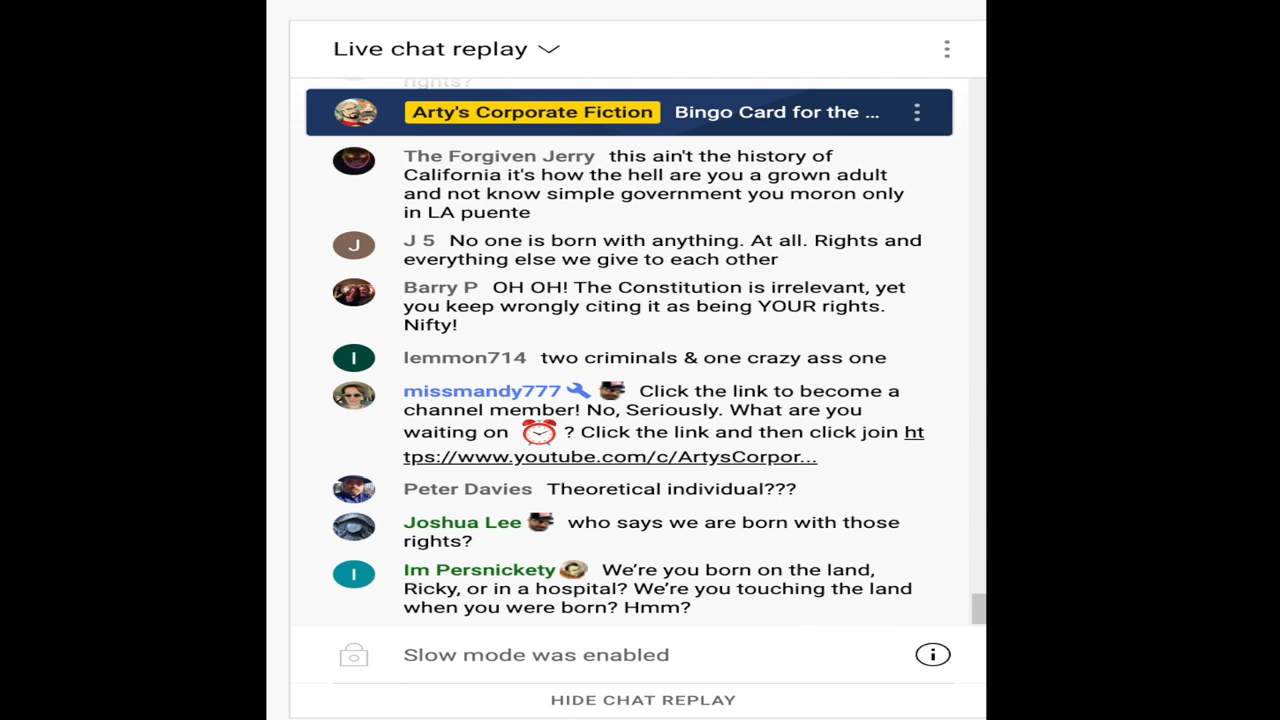 Live chat replay
rights?
Arty's Corporate Fiction Bingo Card for the ...
The Forgiven Jerry this ain't the history of
California it's how the hell are you a grown adult
and not know simple government you moron only
in LA puente
J
J 5 No one is born with anything. At all. Rights and
everything else we give to each other
Barry P OH OH! The Constitution is irrelevant, yet
you keep wrongly citing it as being YOUR rights.
Nifty!
I
lemmon714 two criminals & one crazy ass one
missmandy777 Click the link to become a
channel member! No, Seriously. What are you
waiting on ? Click the link and then click join ht
tps://www.youtube.com/c/ArtysCorpor...
Peter Davies Theoretical individual???
Joshua Lee who says we are born with those
rights?
I
Im Persnickety We’re you born on the land,
Ricky, or in a hospital? We’re you touching the land
when you were born? Hmm?
Slow mode was enabled
HIDE CHAT REPLAY